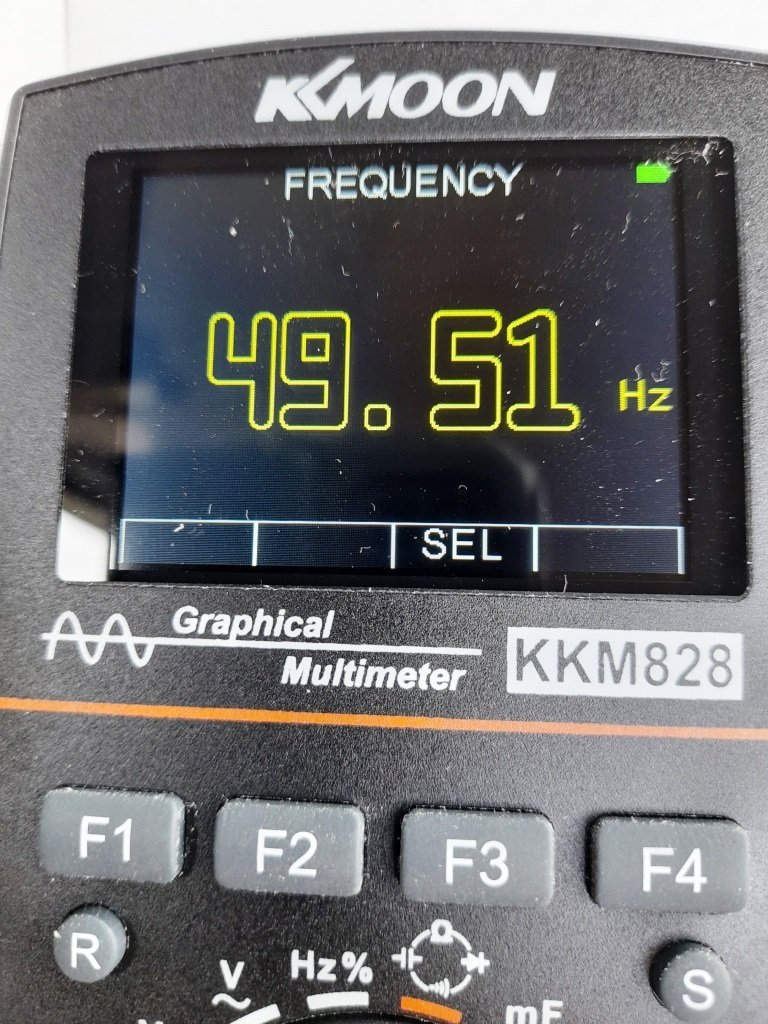 KKMOON
FREQUENCY
49.51 Hz
SEL
Graphical
Multimeter
KKM828
F1 F2 F3 F4
R
V
Hz%
Ω
S
mF